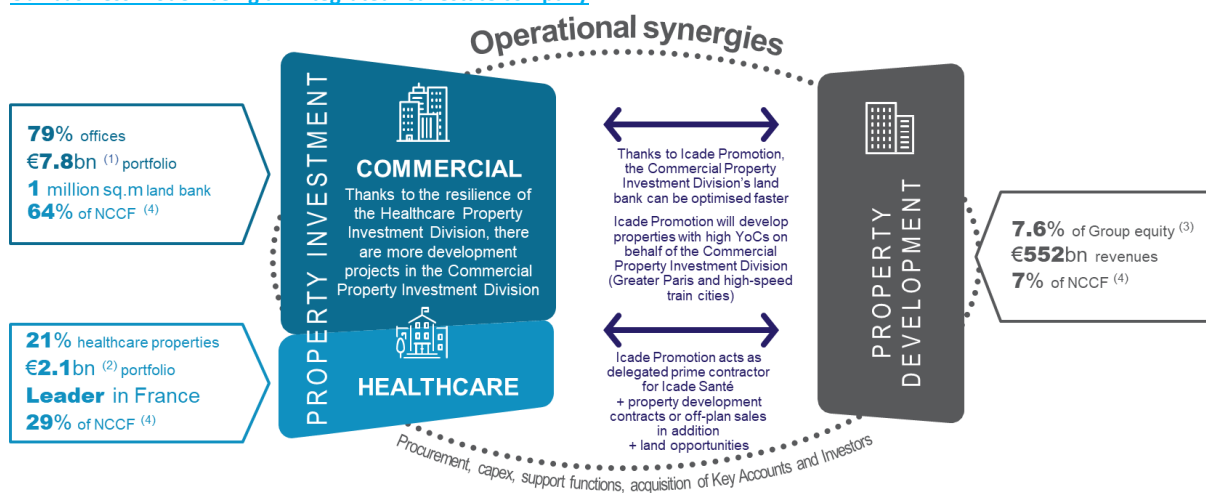 Operational synergies
PROPERTY INVESTMENT
79% offices
€7.8bn (1) portfolio
1 million sq.m land bank
64% of NCCF (4)
COMMERCIAL
Thanks to the resilience of
the Healthcare Property
Investment Division, there
are more development
projects in the Commercial
Property Investment Division
Thanks to Icade Promotion,
the Commercial Property
Investment Division's land
bank can be optimised faster
Icade Promotion will develop
properties with high YoCs on
behalf of the Commercial
Property Investment Division
(Greater Paris and high-speed
train cities)
PROPERTY
DEVELOPMENT
7.6% of Group equity (3)
€552bn revenues
7% of NCCF (4)
21% healthcare properties
€2.1bn (2) portfolio
Leader in France
29% of NCCF (4)
HEALTHCARE
Icade Promotion acts as
delegated prime contractor
for Icade Santé
+ property development
contracts or off-plan sales
in addition
+ land opportunities
Procurement, capex, support functions, acquisition of Key Accounts and Investors